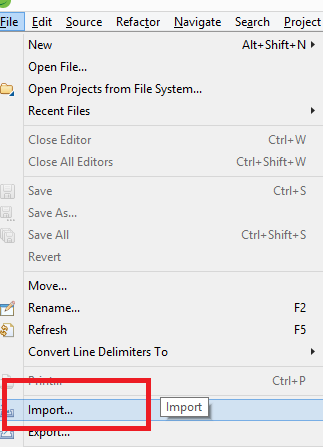 File Edit Source Refactor Navigate Search Project
New Alt+Shift+N
Open File...
Open Projects from File System...
Recent Files
Close Editor Ctrl+W
Close All Editors Ctrl+Shift+W
Save Ctrl+S
Save As...
Save All Ctrl+Shift+S
Revert
Move...
Rename... F2
Refresh F5
Convert Line Delimiters To
Print... Ctrl+P
Import... Import
Export...